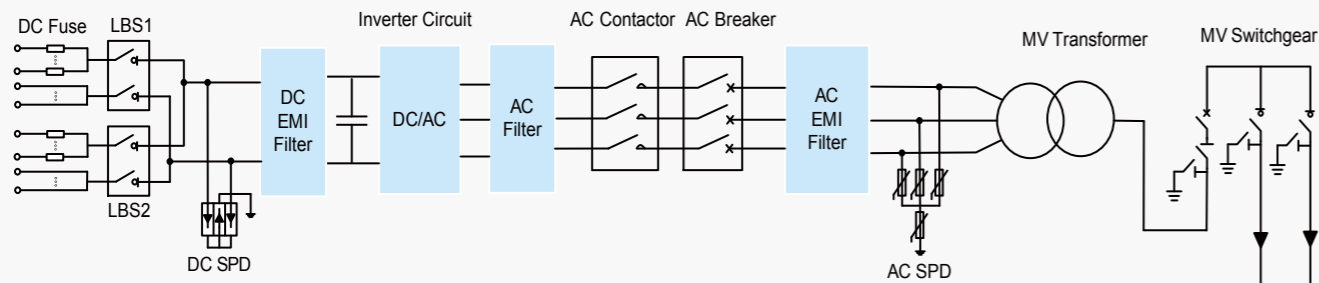 Inverter Circuit
AC Contactor
AC Breaker
DC Fuse
LBS1
MV Transformer
MV Switchgear
DC
EMI
Filter
DC/AC
AC
Filter
AC
EMI
Filter
LBS2
DC SPD
AC SPD